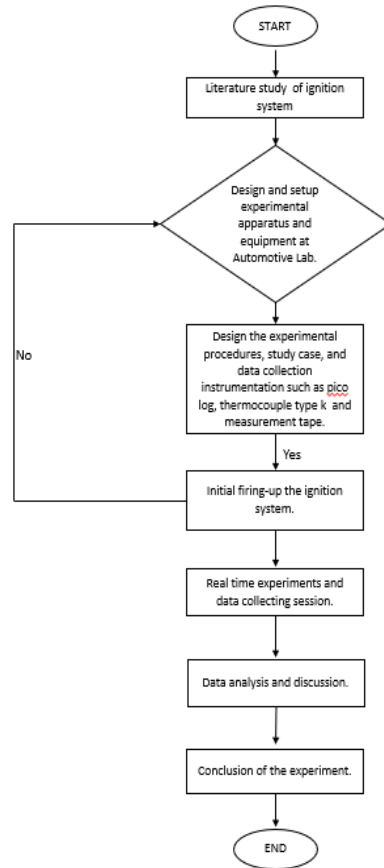 START
Literature study of ignition
system
Design and setup
experimental
apparatus and
equipment at
Automotive Lab.
Design the experimental
procedures, study case, and
data collection
instrumentation such as pico
log, thermocouple type k and
measurement tape.
No
Yes
Initial firing-up the ignition
system.
Real time experiments and
data collecting session.
Data analysis and discussion.
Conclusion of the experiment.
END